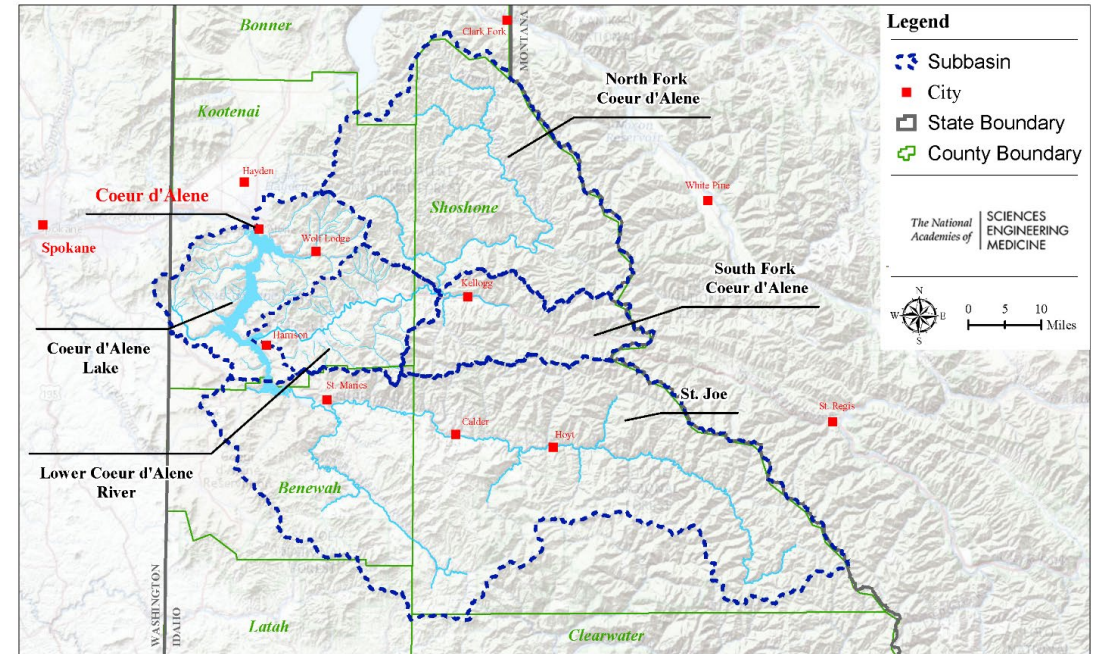 Bonner
Clark Fork
MONTANA
North Fork
Coeur d'Alene
Kootenai
Hayden
Coeur d'Alene
White Pine
Shoshone
Spokane
Wolf Lodge
South Fork
Coeur d'Alene
Kellogg
Harrison
Coeur d'Alene
Lake
St. Maries
St. Joe
St. Regis
Calder
Hoyt
Lower Coeur d'Alene
River
Benewah
WASHINGTON
IDAHO
Latah
Clearwater
Legend
Subbasin
City
State Boundary
County Boundary
The National
Academies of
SCIENCES
ENGINEERING
MEDICINE
N
W E
S
0 5 10
Miles